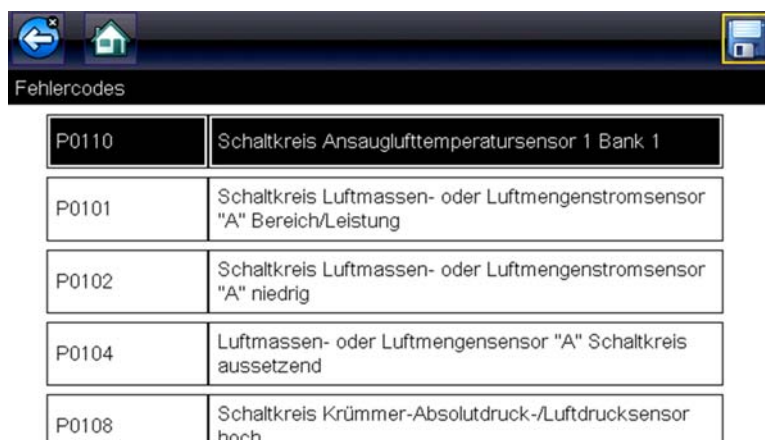 Fehlercodes
P0110 Schaltkreis Ansauglufttemperatursensor 1 Bank 1
P0101 Schaltkreis Luftmassen- oder Luftmengenstromsensor
"A" Bereich/Leistung
P0102 Schaltkreis Luftmassen- oder Luftmengenstromsensor
"A" niedrig
P0104 Luftmassen- oder Luftmengensensor "A" Schaltkreis
aussetzend
P0108 Schaltkreis Krümmer-Absolutdruck-/Luftdrucksensor
hoch